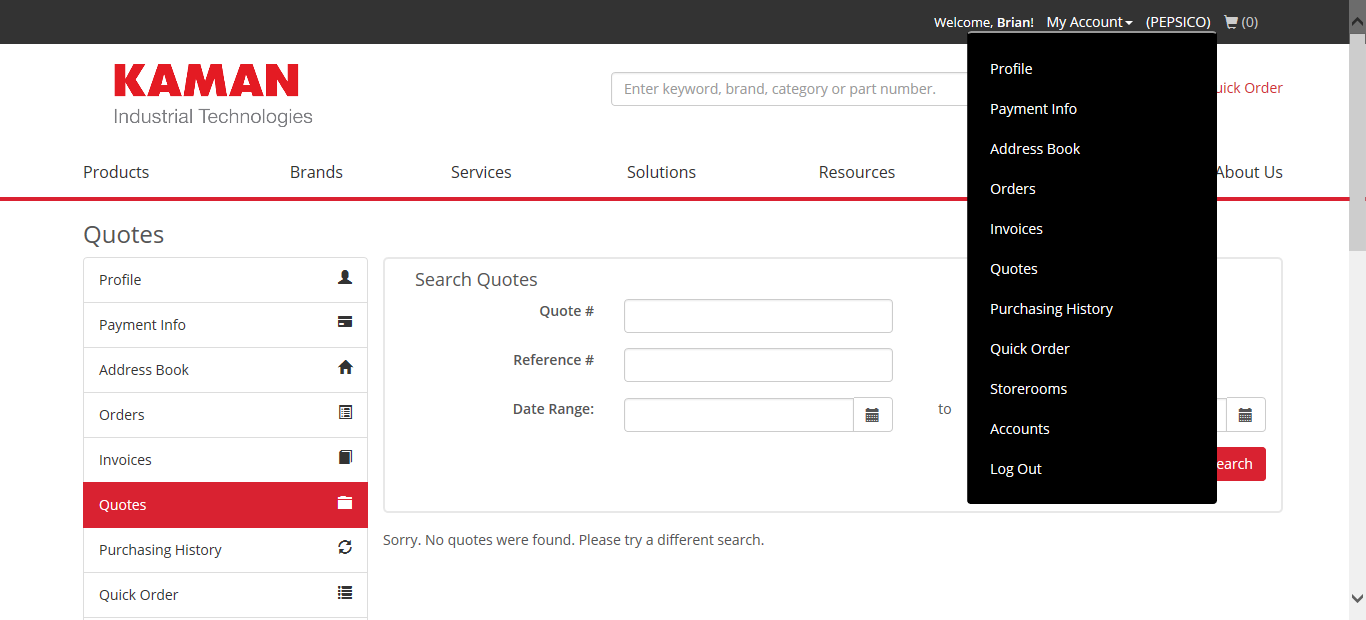 Welcome, Brian! My Account (PEPSICO) (0)
KAMAN
Industrial Technologies
Enter keyword, brand, category or part number.
uick Order
Products Brands Services Solutions Resources About Us
Profile
Payment Info
Address Book
Orders
Invoices
Quotes
Purchasing History
Quick Order
Storerooms
Accounts
Log Out
Quotes
Profile
Payment Info
Address Book
Orders
Invoices
Quotes
Purchasing History
Quick Order
Search Quotes
Quote #
Reference #
Date Range: to
earch
Sorry. No quotes were found. Please try a different search.